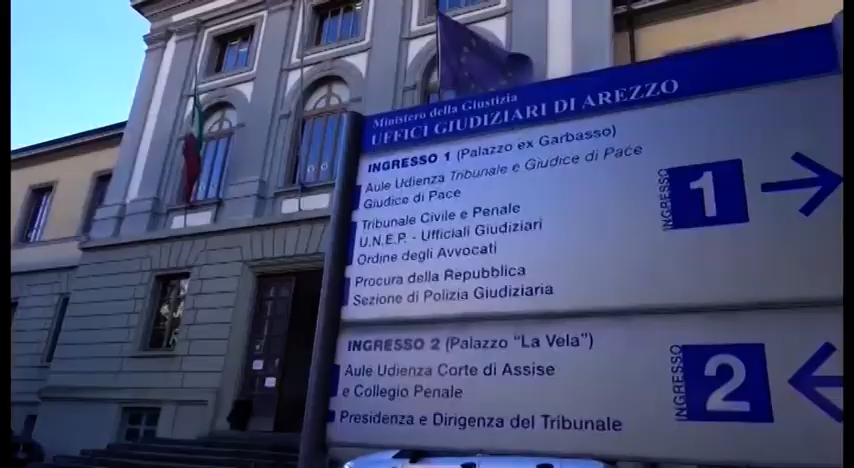 Ministero della Giustizia
UFFICI GIUDIZIARI DI AREZZO
INGRESSO 1 (Palazzo ex Garbasso)
Aule Udienza Tribunale e Giudice di Pace
Giudice di Pace
Tribunale Civile e Penale
U.N.E.P. - Ufficiali Giudiziari
Ordine degli Avvocati
Procura della Repubblica
Sezione di Polizia Giudiziaria
INGRESSO 1
INGRESSO 2 (Palazzo "La Vela")
Aule Udienza Corte di Assise
e Collegio Penale
Presidenza e Dirigenza del Tribunale
INGRESSO 2